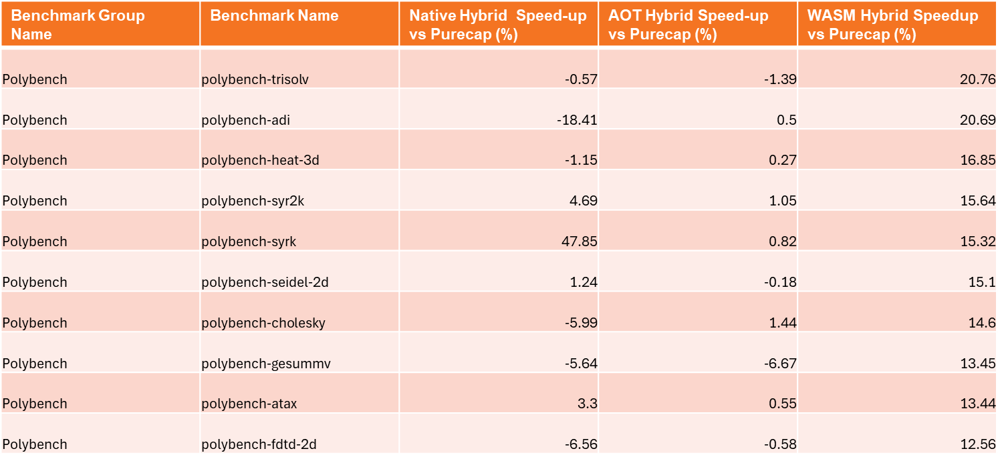 Benchmark Group Name Benchmark Name Native Hybrid Speed-up vs Purecap (%) AOT Hybrid Speed-up vs Purecap (%) WASM Hybrid Speedup vs Purecap (%)
Polybench polybench-trisolv -0.57 -1.39 20.76
Polybench polybench-adi -18.41 0.5 20.69
Polybench polybench-heat-3d -1.15 0.27 16.85
Polybench polybench-syr2k 4.69 1.05 15.64
Polybench polybench-syrk 47.85 0.82 15.32
Polybench polybench-seidel-2d 1.24 -0.18 15.1
Polybench polybench-cholesky -5.99 1.44 14.6
Polybench polybench-gesummv -5.64 -6.67 13.45
Polybench polybench-atax 3.3 0.55 13.44
Polybench polybench-fdtd-2d -6.56 -0.58 12.56